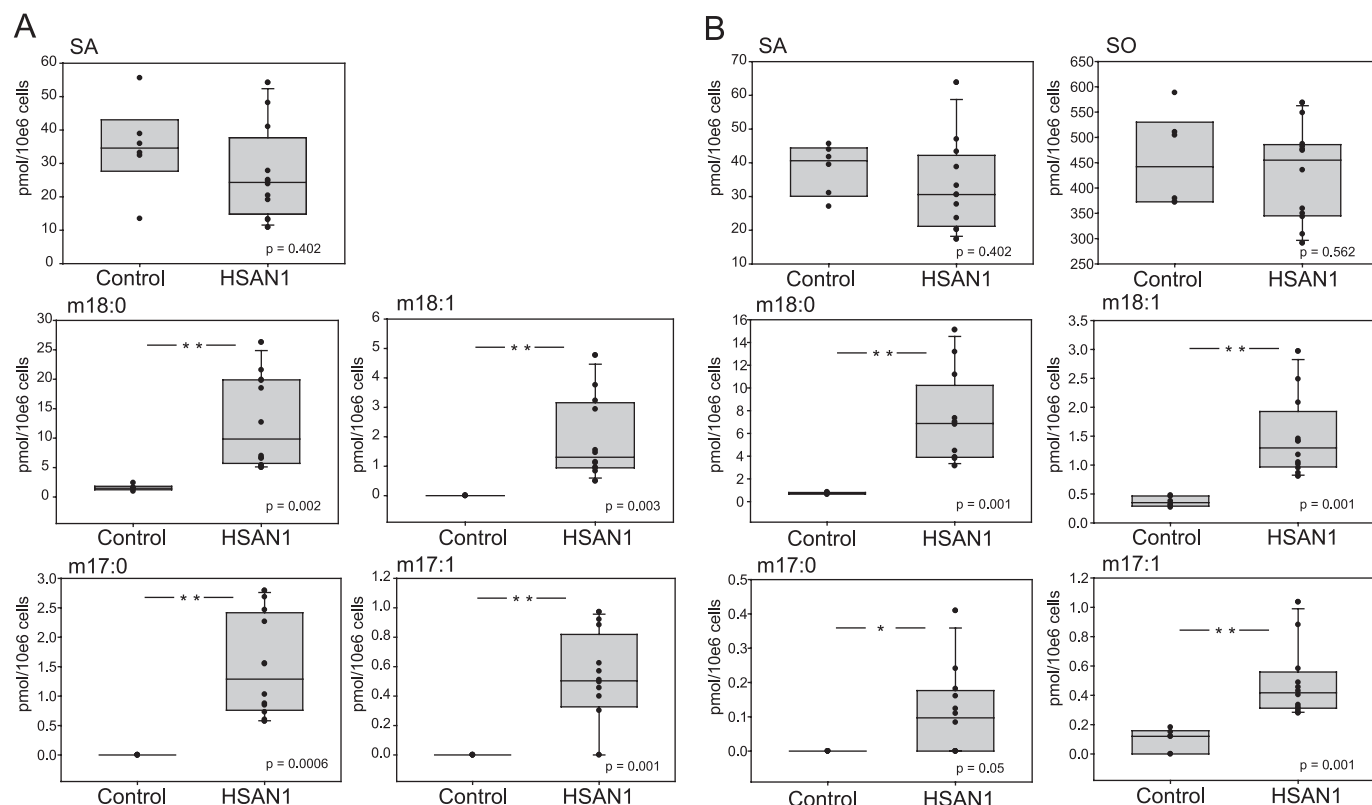 A
SA
pmol/10e6 cells
60
50
40
30
20
10
0
p = 0.402
Control
HSAN1
m18:0
pmol/10e6 cells
30
25
20
15
10
5
0
* *
p = 0.002
Control
HSAN1
m18:1
pmol/10e6 cells
6
5
4
3
2
1
0
* *
p = 0.003
Control
HSAN1
m17:0
pmol/10e6 cells
3.0
2.5
2.0
1.5
1.0
0.5
0.0
* *
p = 0.0006
Control
HSAN1
m17:1
pmol/10e6 cells
1.2
1.0
0.8
0.6
0.4
0.2
0.0
* *
p = 0.001
Control
HSAN1
B
SA
pmol/10e6 cells
70
60
50
40
30
20
10
p = 0.402
Control
HSAN1
SO
pmol/10e6 cells
650
600
550
500
450
400
350
300
250
p = 0.562
Control
HSAN1
m18:0
pmol/10e6 cells
16
14
12
10
8
6
4
2
0
* *
p = 0.001
Control
HSAN1
m18:1
pmol/10e6 cells
3.5
3.0
2.5
2.0
1.5
1.0
0.5
0.0
* *
p = 0.001
Control
HSAN1
m17:0
pmol/10e6 cells
0.5
0.4
0.3
0.2
0.1
0.0
*
p = 0.05
Control
HSAN1
m17:1
pmol/10e6 cells
1.2
1.0
0.8
0.6
0.4
0.2
0.0
* *
p = 0.001
Control
HSAN1